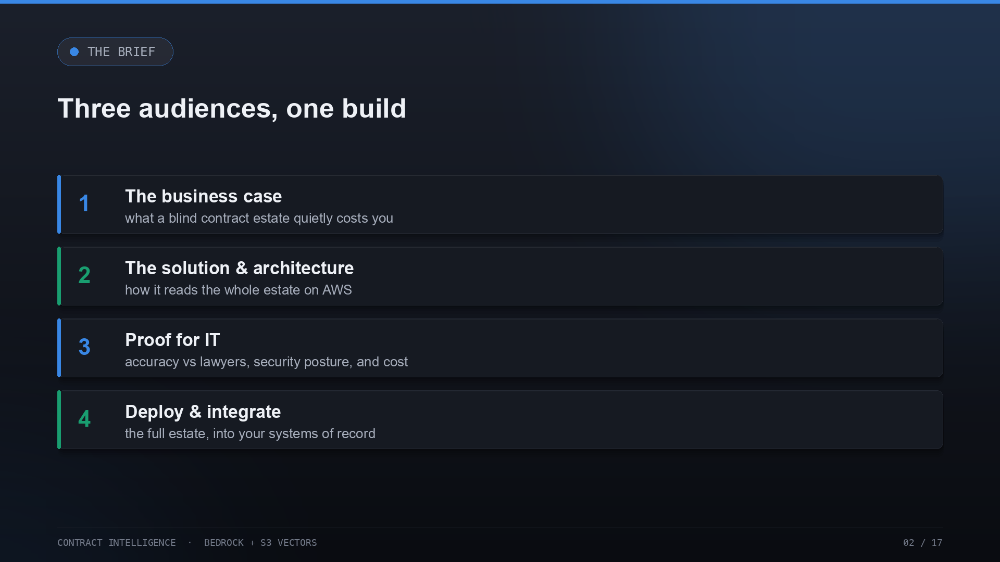 THE BRIEF
Three audiences, one build
1
The business case
what a blind contract estate quietly costs you
2
The solution & architecture
how it reads the whole estate on AWS
3
Proof for IT
accuracy vs lawyers, security posture, and cost
4
Deploy & integrate
the full estate, into your systems of record
CONTRACT INTELLIGENCE · BEDROCK + S3 VECTORS
02 / 17